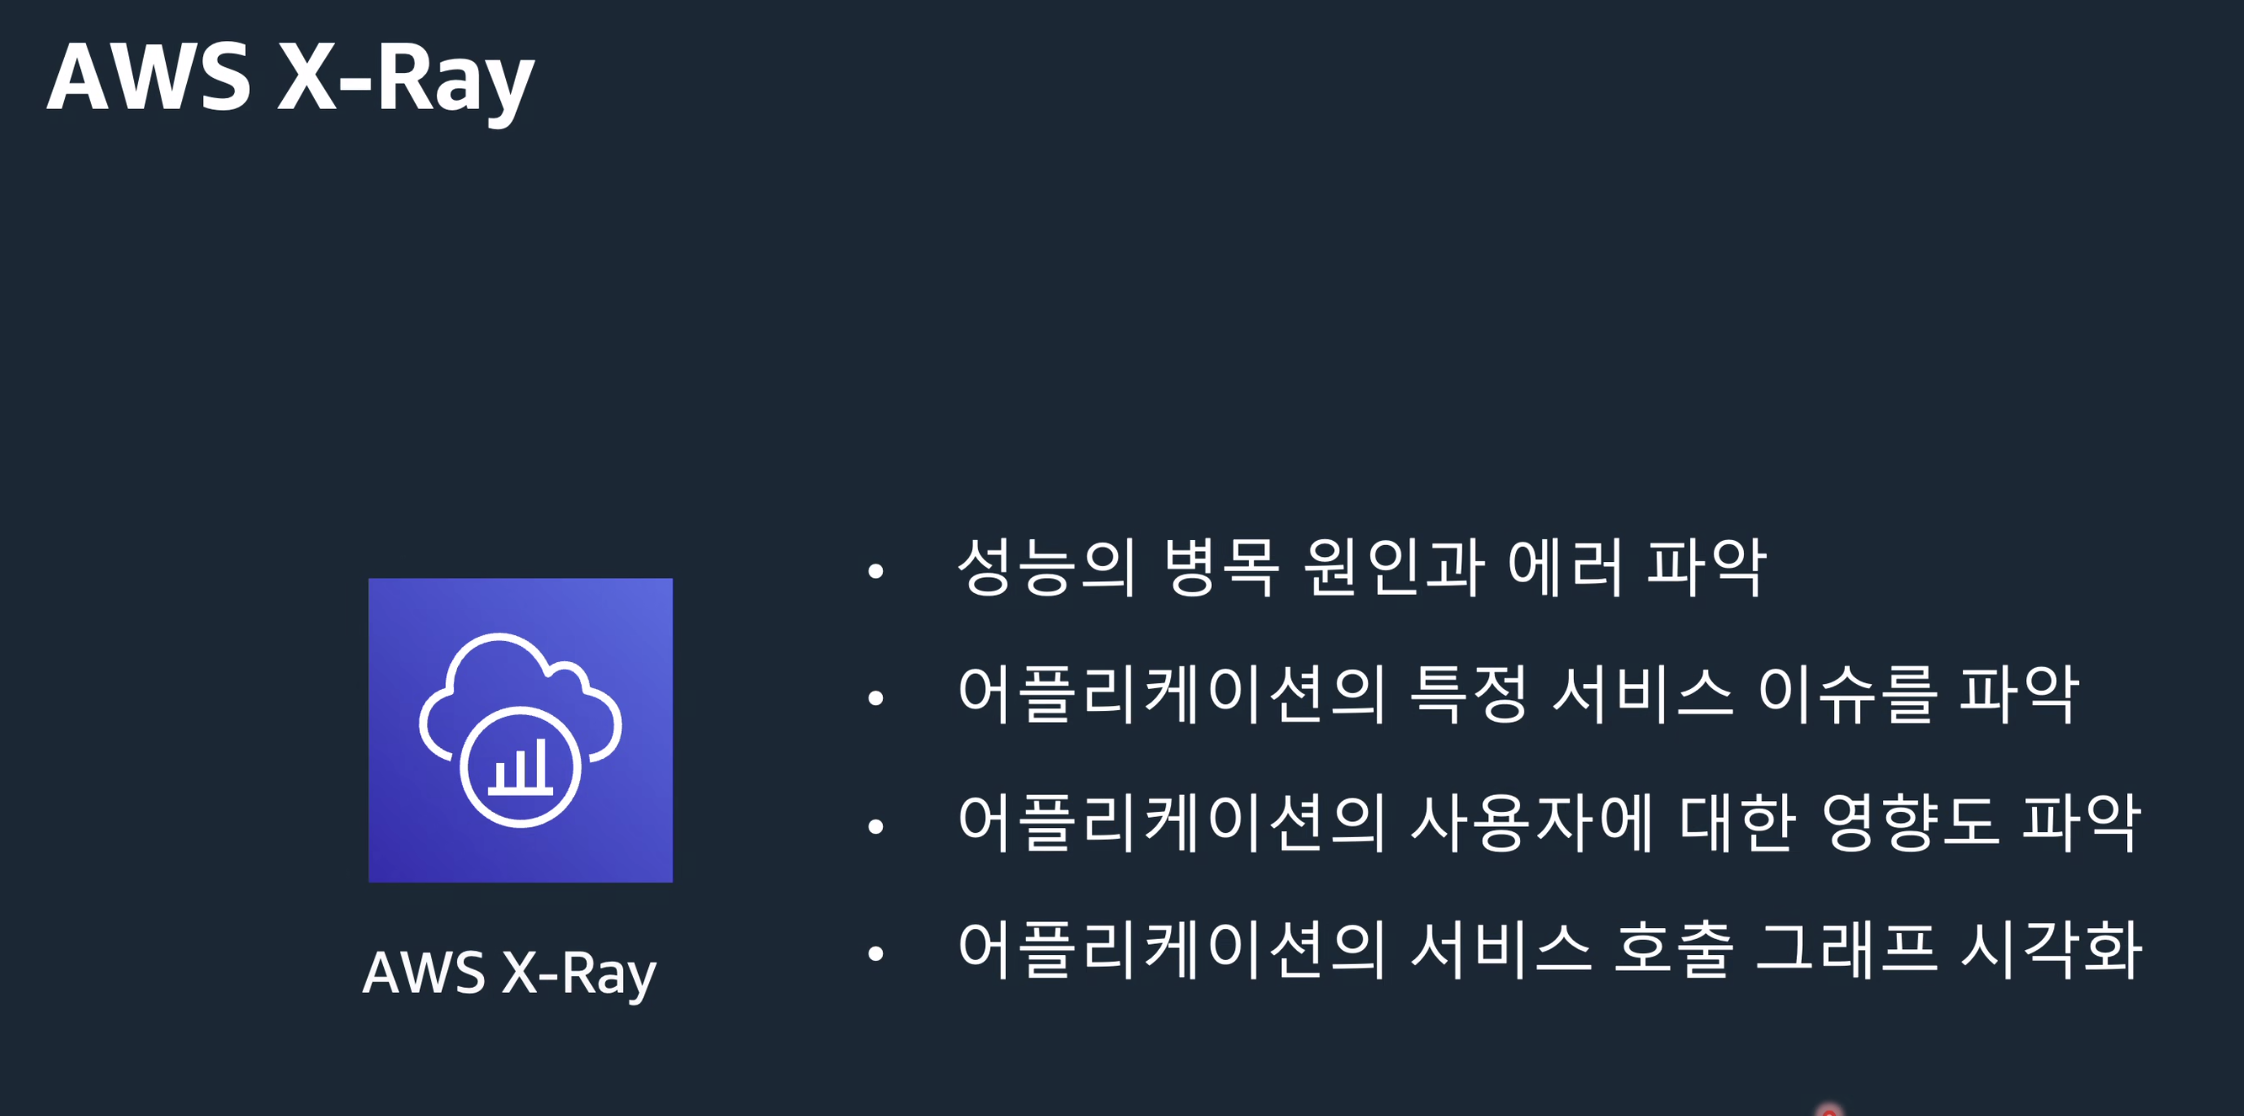 AWS X-Ray
• 성능의 병목 원인과 에러 파악
• 어플리케이션의 특정 서비스 이슈를 파악
• 어플리케이션의 사용자에 대한 영향도 파악
• 어플리케이션의 서비스 호출 그래프 시각화
AWS X-Ray